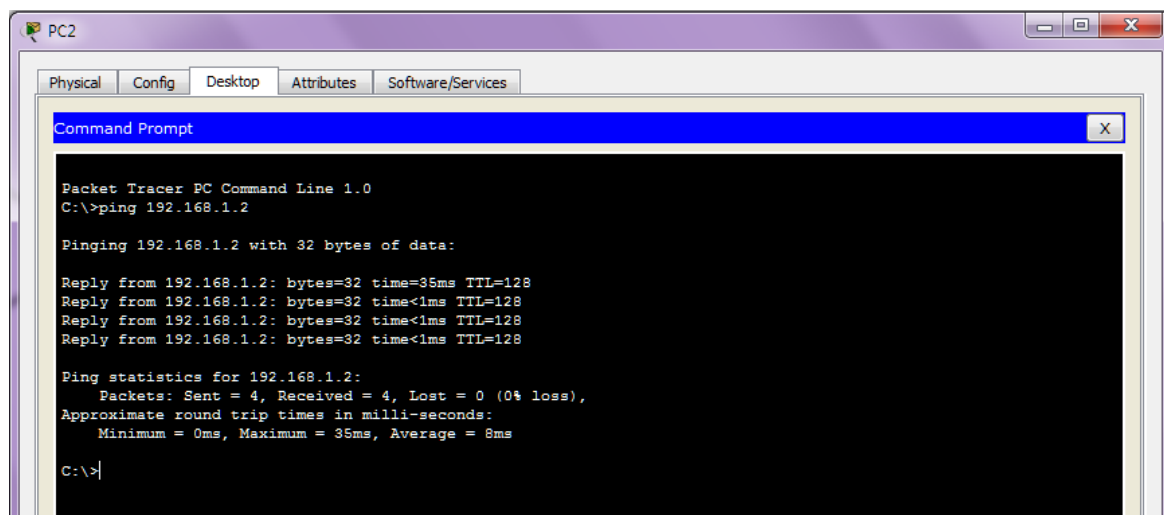 PC2
Physical Config Desktop Attributes Software/Services
Command Prompt X
Packet Tracer PC Command Line 1.0
C:\>ping 192.168.1.2
Pinging 192.168.1.2 with 32 bytes of data:
Reply from 192.168.1.2: bytes=32 time=35ms TTL=128
Reply from 192.168.1.2: bytes=32 time<1ms TTL=128
Reply from 192.168.1.2: bytes=32 time<1ms TTL=128
Reply from 192.168.1.2: bytes=32 time<1ms TTL=128
Ping statistics for 192.168.1.2:
    Packets: Sent = 4, Received = 4, Lost = 0 (0% loss),
Approximate round trip times in milli-seconds:
    Minimum = 0ms, Maximum = 35ms, Average = 8ms
C:\>